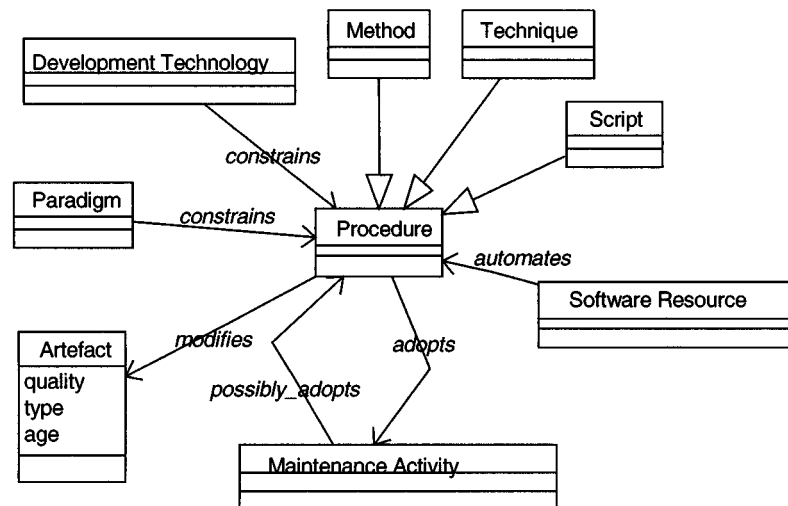 Method
Technique
Development Technology
Script
constrains
Paradigm
constrains
Procedure
automates
Software Resource
Artefact
modifies
adopts
quality
type
age
possibly_adopts
Maintenance Activity